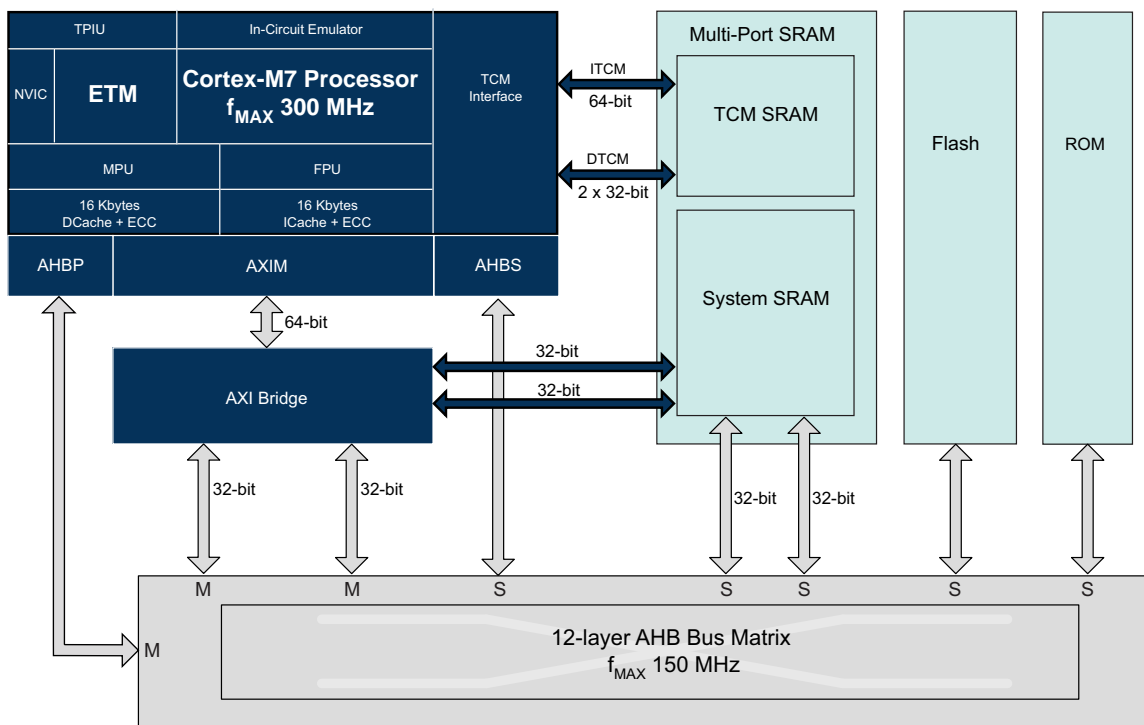 TPIU
In-Circuit Emulator
NVIC
ETM
Cortex-M7 Processor
fMAX 300 MHz
TCM
Interface
MPU
FPU
16 Kbytes
DCache + ECC
16 Kbytes
ICache + ECC
AHBP
AXIM
AHBS
ITCM
64-bit
DTCM
2 x 32-bit
Multi-Port SRAM
TCM SRAM
System SRAM
Flash
ROM
64-bit
AXI Bridge
32-bit
32-bit
32-bit
32-bit
32-bit
32-bit
M
M
S
S
S
S
S
M
12-layer AHB Bus Matrix
fMAX 150 MHz